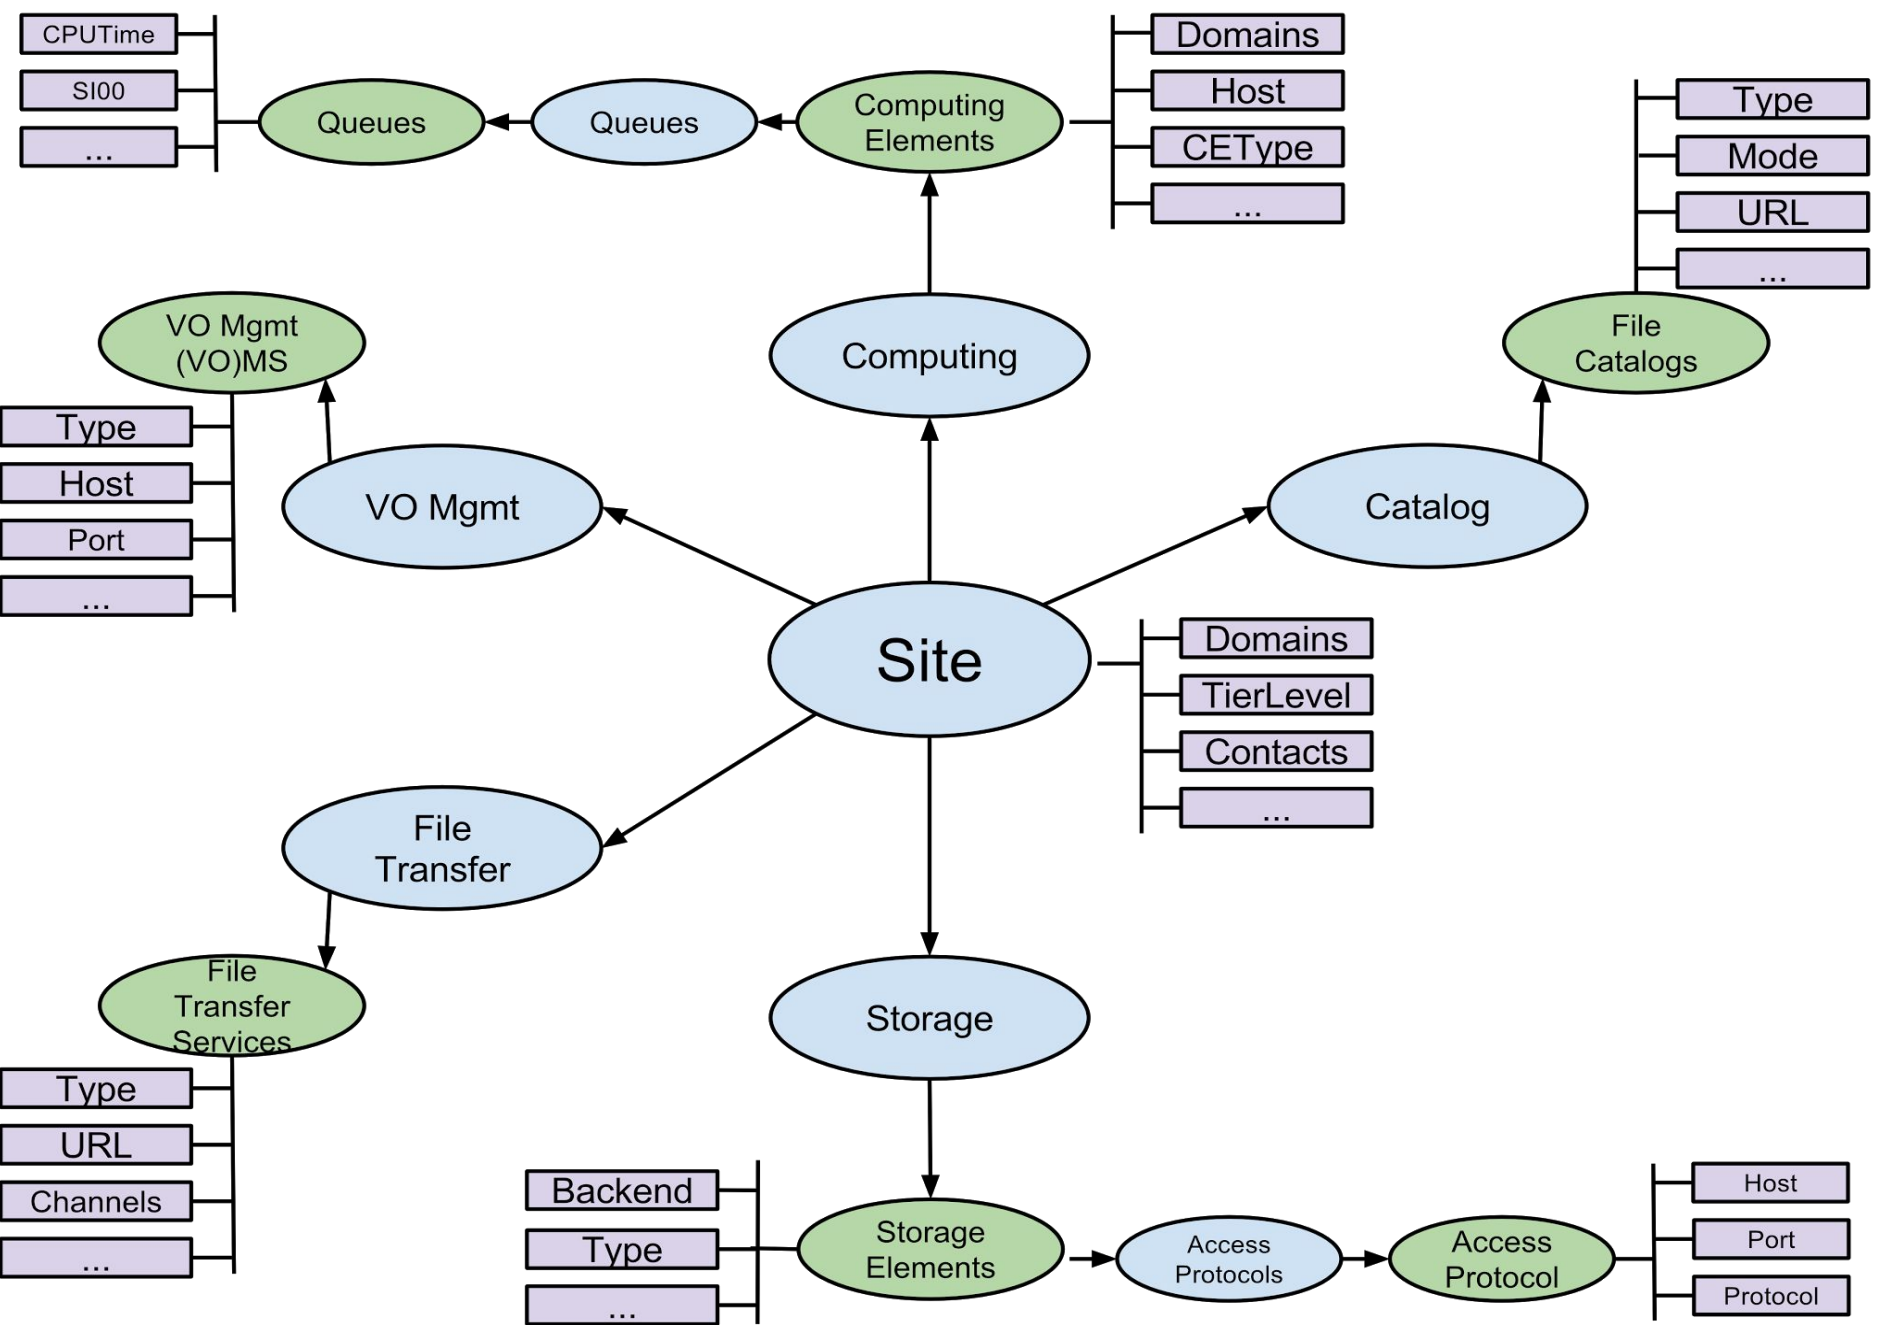 CPUTime
SI00
...
Queues
Queues
Computing
Elements
Domains
Host
CEType
...
Type
Mode
URL
...
File
Catalogs
VO Mgmt
(VO)MS
Type
Host
Port
...
VO Mgmt
Computing
Catalog
Site
Domains
TierLevel
Contacts
...
File
Transfer
File
Transfer
Services
Type
URL
Channels
...
Storage
Backend
Type
...
Storage
Elements
Access
Protocols
Access
Protocol
Host
Port
Protocol